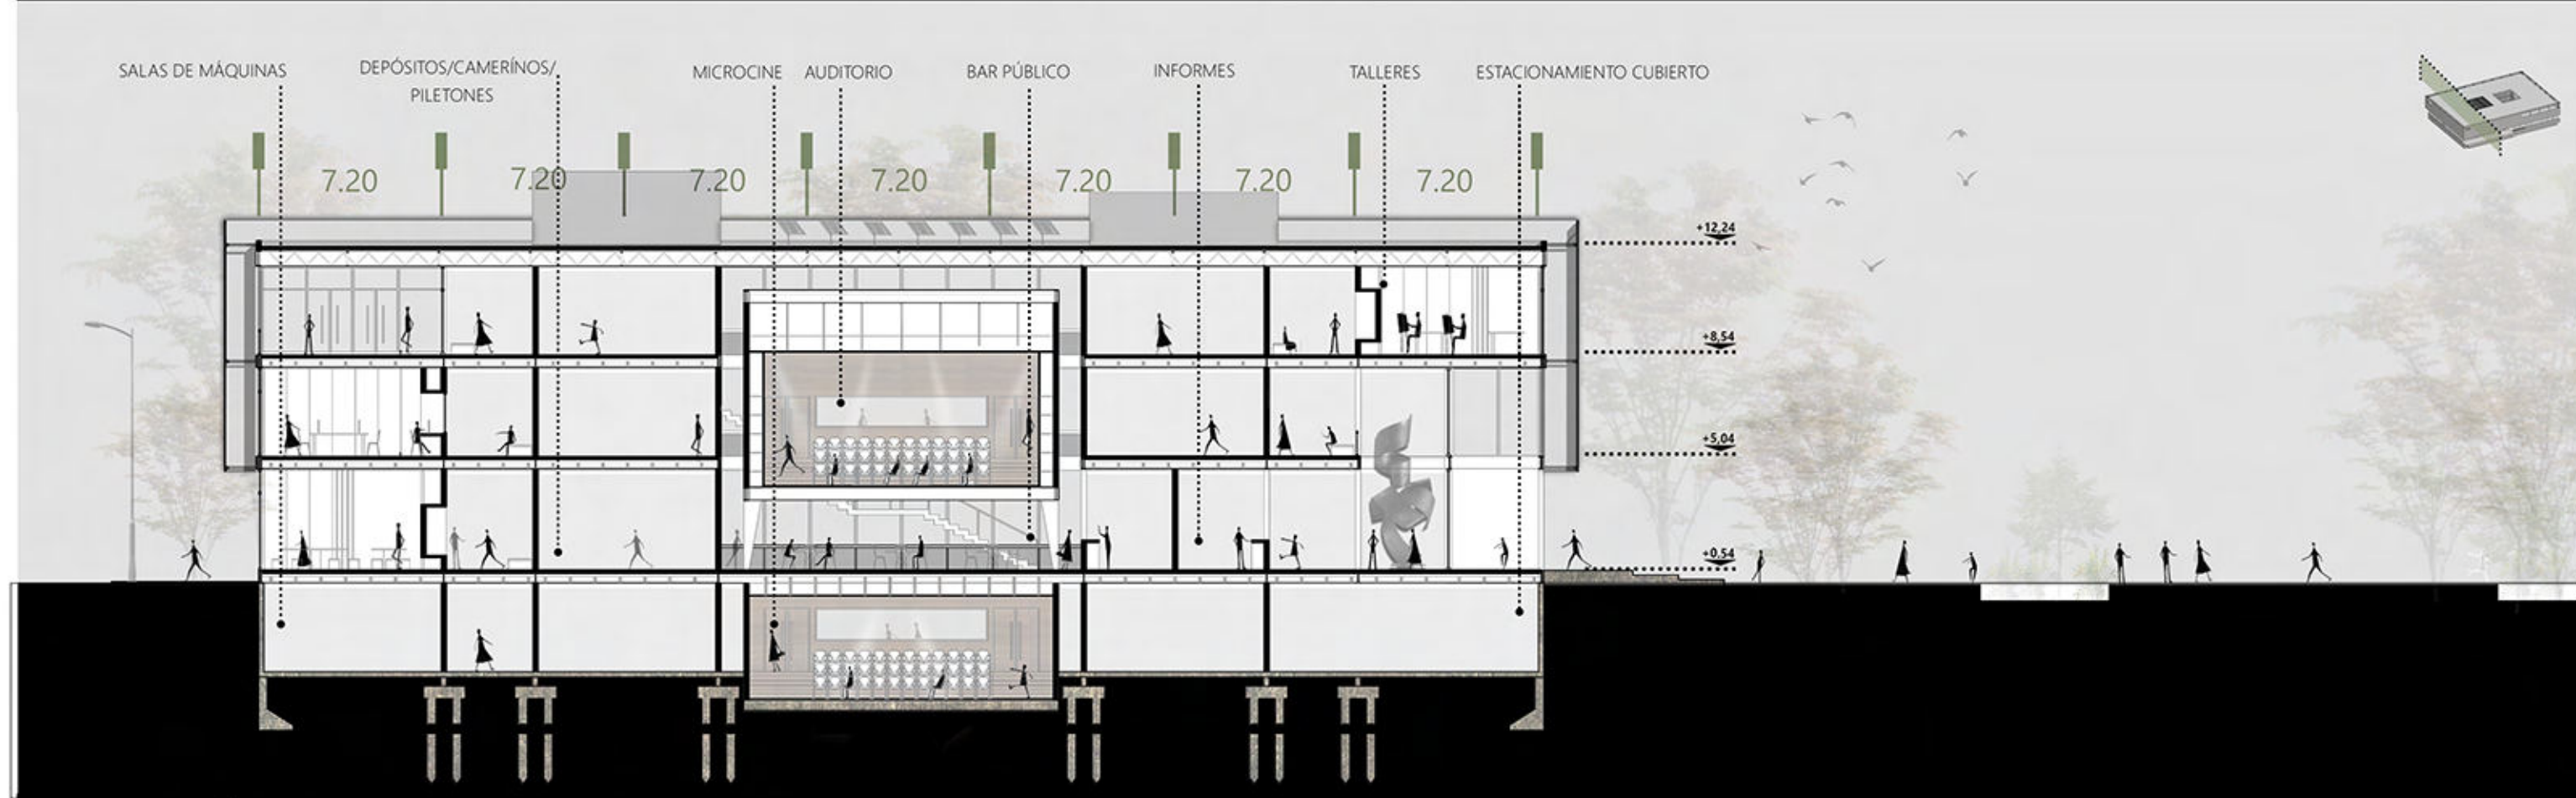 SALAS DE MÁQUINAS
DEPÓSITOS/CAMERÍNOS/
PILETONES
MICROCINE
AUDITORIO
BAR PÚBLICO
INFORMES
TALLERES
ESTACIONAMIENTO CUBIERTO
7.20
7.20
7.20
7.20
7.20
7.20
7.20
+12,24
+8,54
+5,04
+0,54